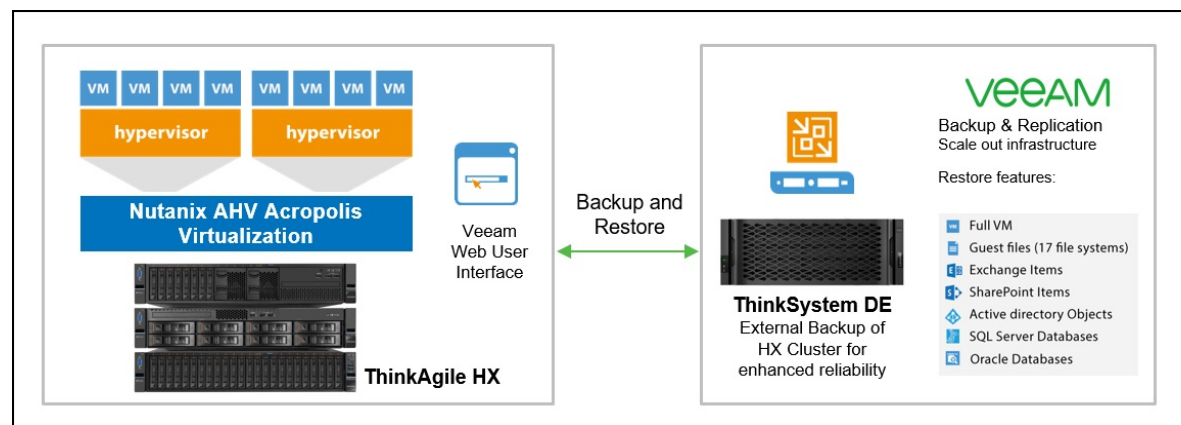 VM VM VM VM VM VM VM VM
hypervisor hypervisor
Nutanix AHV Acropolis
Virtualization
ThinkAgile HX
Veeam
Web User
Interface
Backup and
Restore
ThinkSystem DE
External Backup of
HX Cluster for
enhanced reliability
veeAM
Backup & Replication
Scale out infrastructure
Restore features:
VM Full VM
Guest files (17 file systems)
E Exchange Items
S SharePoint Items
Active directory Objects
SQL Server Databases
Oracle Databases